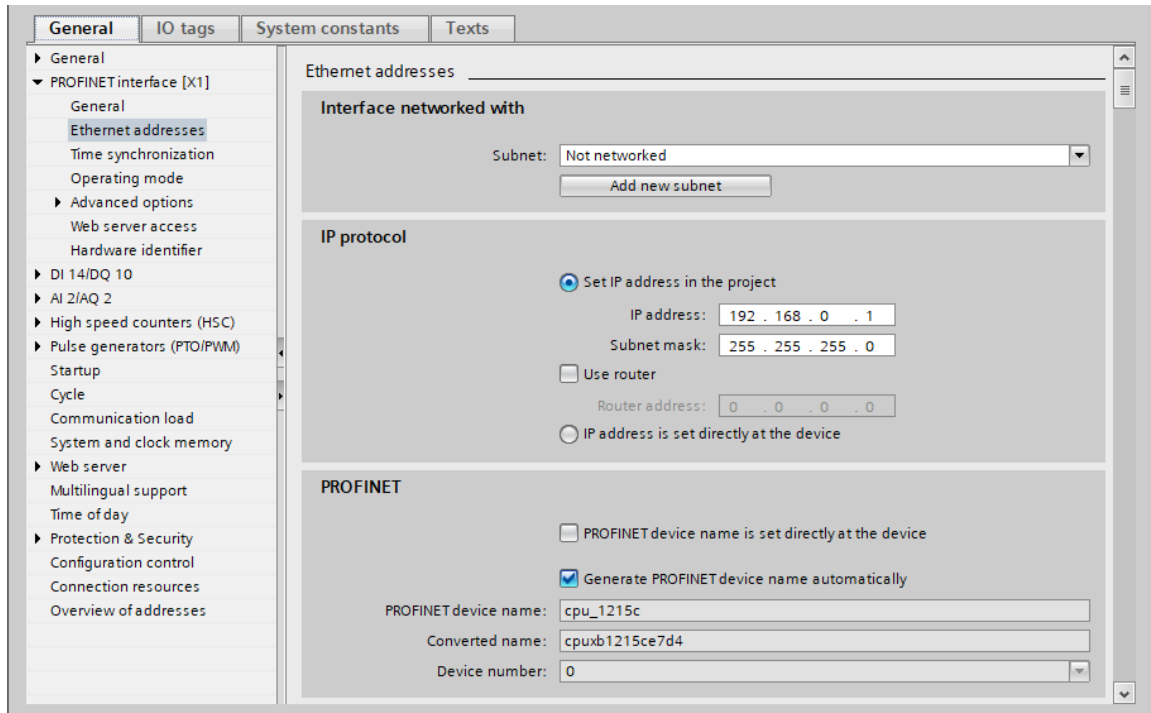 General IO tags System constants Texts
General
PROFINET interface [X1]
General
Ethernet addresses
Time synchronization
Operating mode
Advanced options
Web server access
Hardware identifier
DI 14/DQ 10
AI 2/AQ 2
High speed counters (HSC)
Pulse generators (PTO/PWM)
Startup
Cycle
Communication load
System and clock memory
Web server
Multilingual support
Time of day
Protection & Security
Configuration control
Connection resources
Overview of addresses
Ethernet addresses
Interface networked with
Subnet: Not networked
Add new subnet
IP protocol
Set IP address in the project
IP address: 192 . 168 . 0 . 1
Subnet mask: 255 . 255 . 255 . 0
Use router
Router address: 0 . 0 . 0 . 0
IP address is set directly at the device
PROFINET
PROFINET device name is set directly at the device
Generate PROFINET device name automatically
PROFINET device name: cpu_1215c
Converted name: cpuxb1215ce7d4
Device number: 0